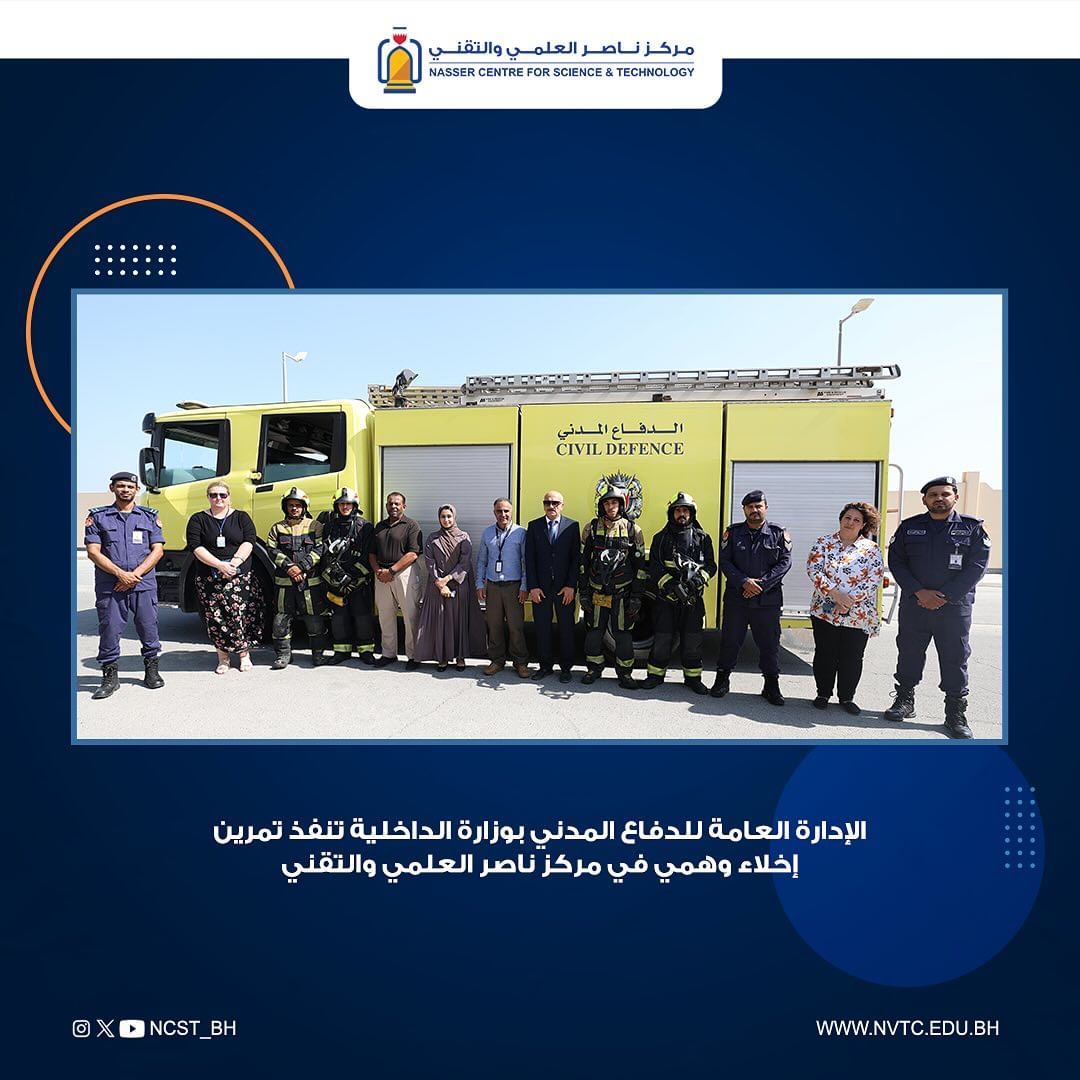 مركز ناصر العلمي والتقني
NASSER CENTRE FOR SCIENCE & TECHNOLOGY
الدفاع المدني
CIVIL DEFENCE
الإدارة العامة للدفاع المدني بوزارة الداخلية تنفذ تمرين
إخلاء وهمي في مركز ناصر العلمي والتقني
NCST_BH
WWW.NVTC.EDU.BH